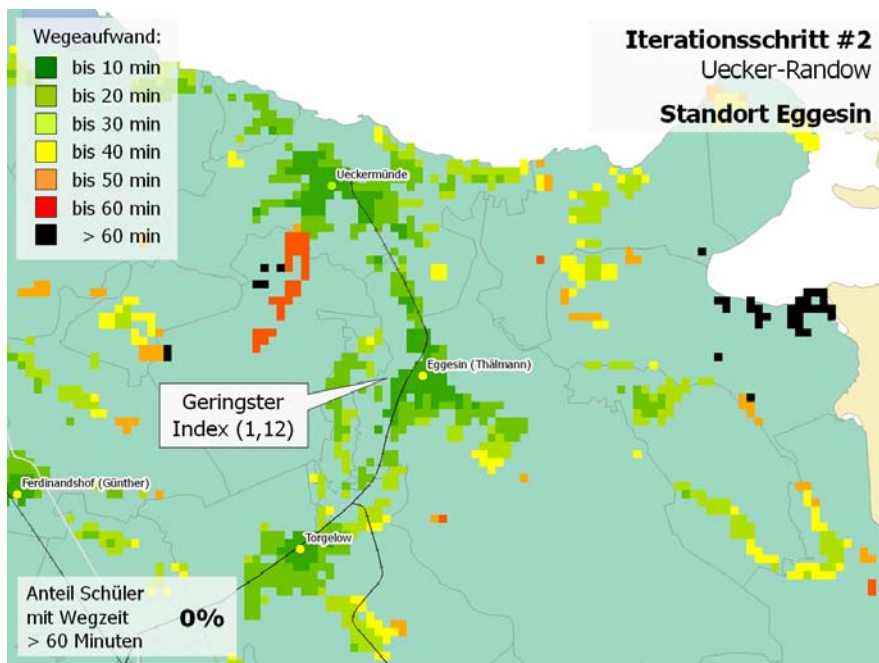 Wegeaufwand:
bis 10 min
bis 20 min
bis 30 min
bis 40 min
bis 50 min
bis 60 min
> 60 min
Iterationsschritt #2
Uecker-Randow
Standort Eggesin
Ueckermünde
Eggesin (Thälmann)
Geringster
Index (1,12)
Ferdinandshof (Günther)
Torgelow
Anteil Schüler
mit Wegzeit
> 60 Minuten
0%